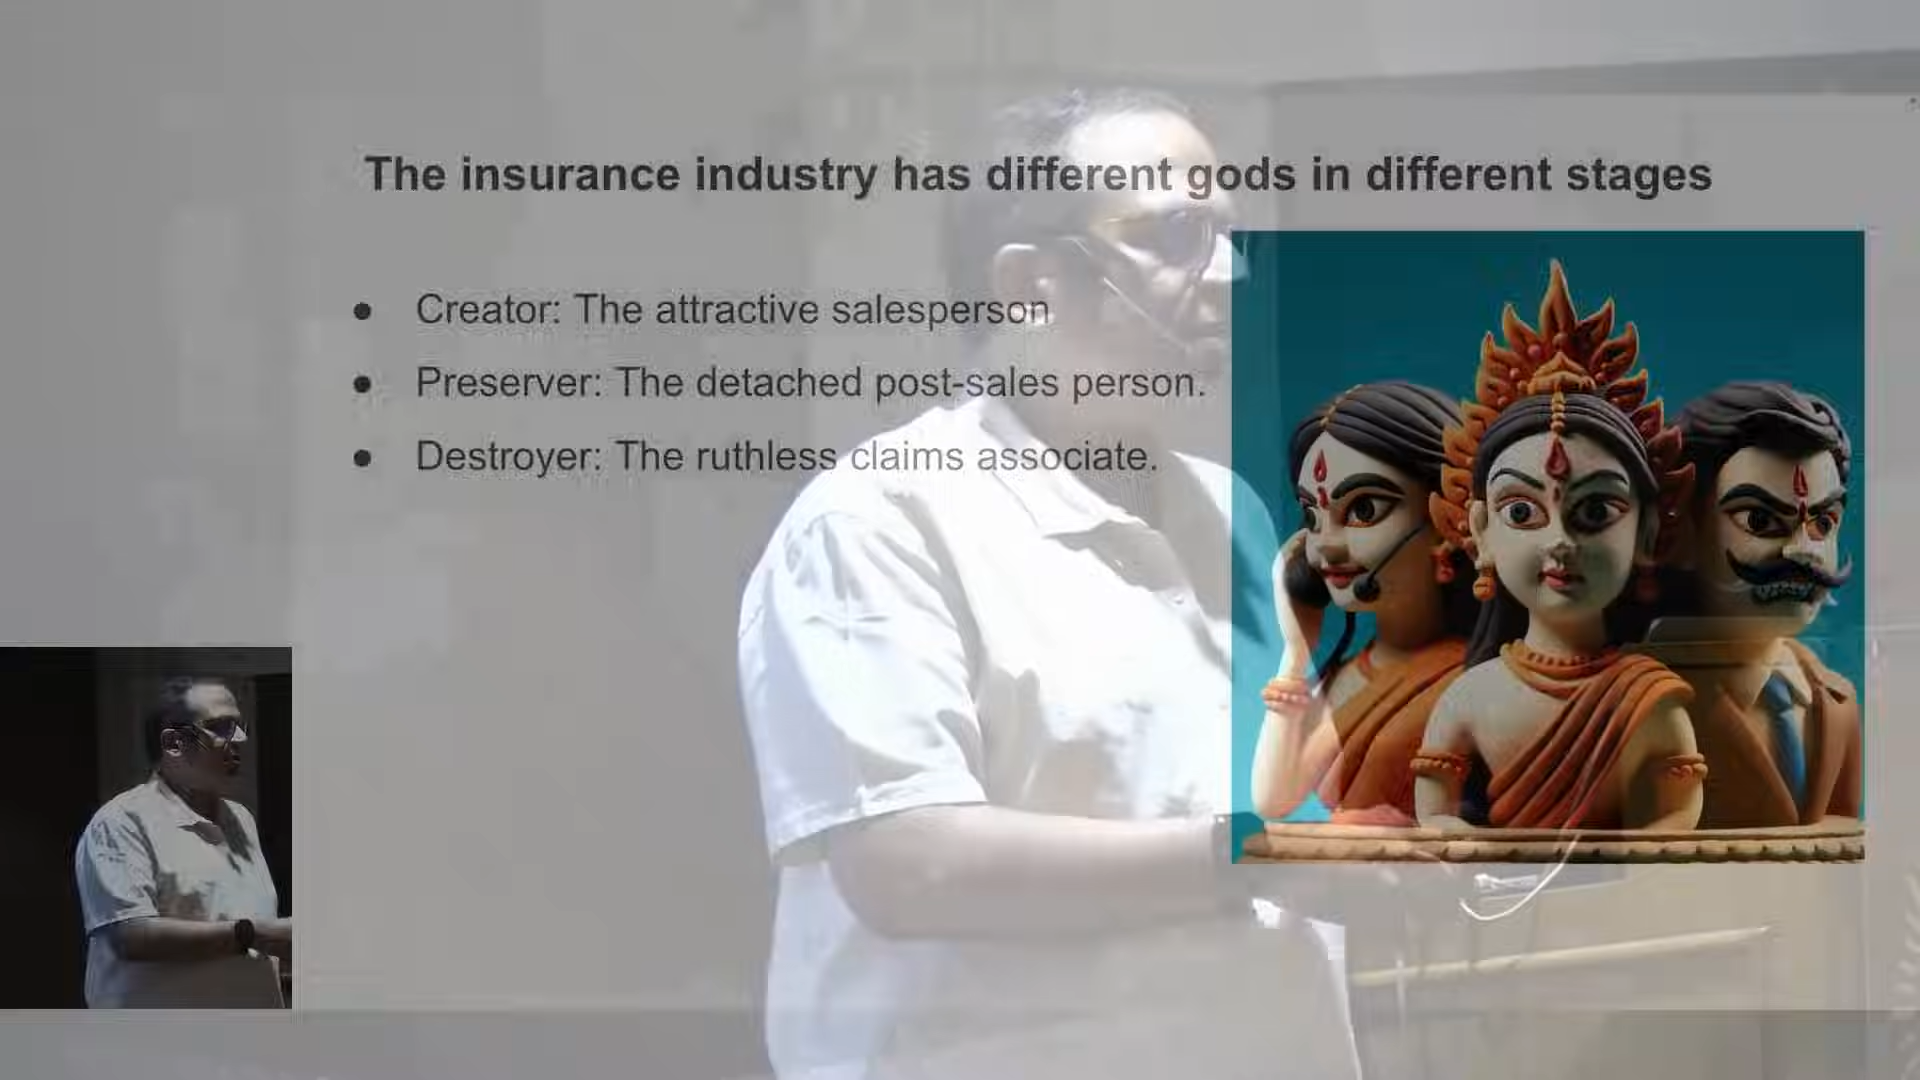 The insurance industry has different gods in different stages
● Creator: The attractive salesperson
● Preserver: The detached post-sales person.
● Destroyer: The ruthless claims associate.